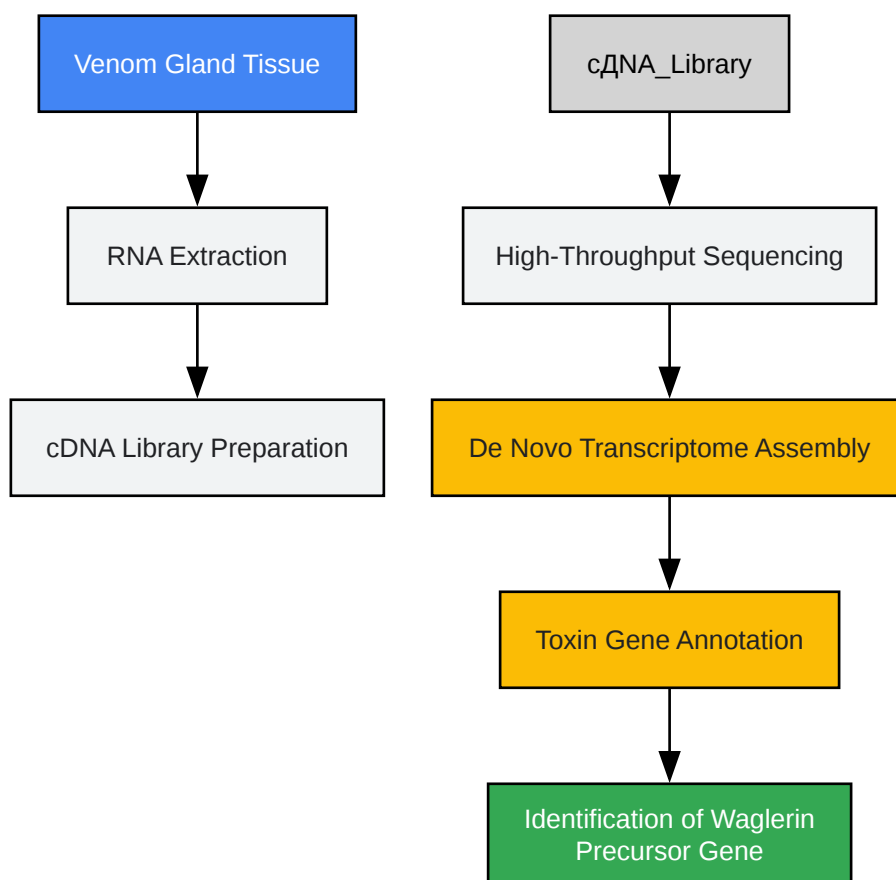 Venom Gland Tissue
RNA Extraction
cDNA Library Preparation
cДNA_Library
High-Throughput Sequencing
De Novo Transcriptome Assembly
Toxin Gene Annotation
Identification of Waglerin
Precursor Gene